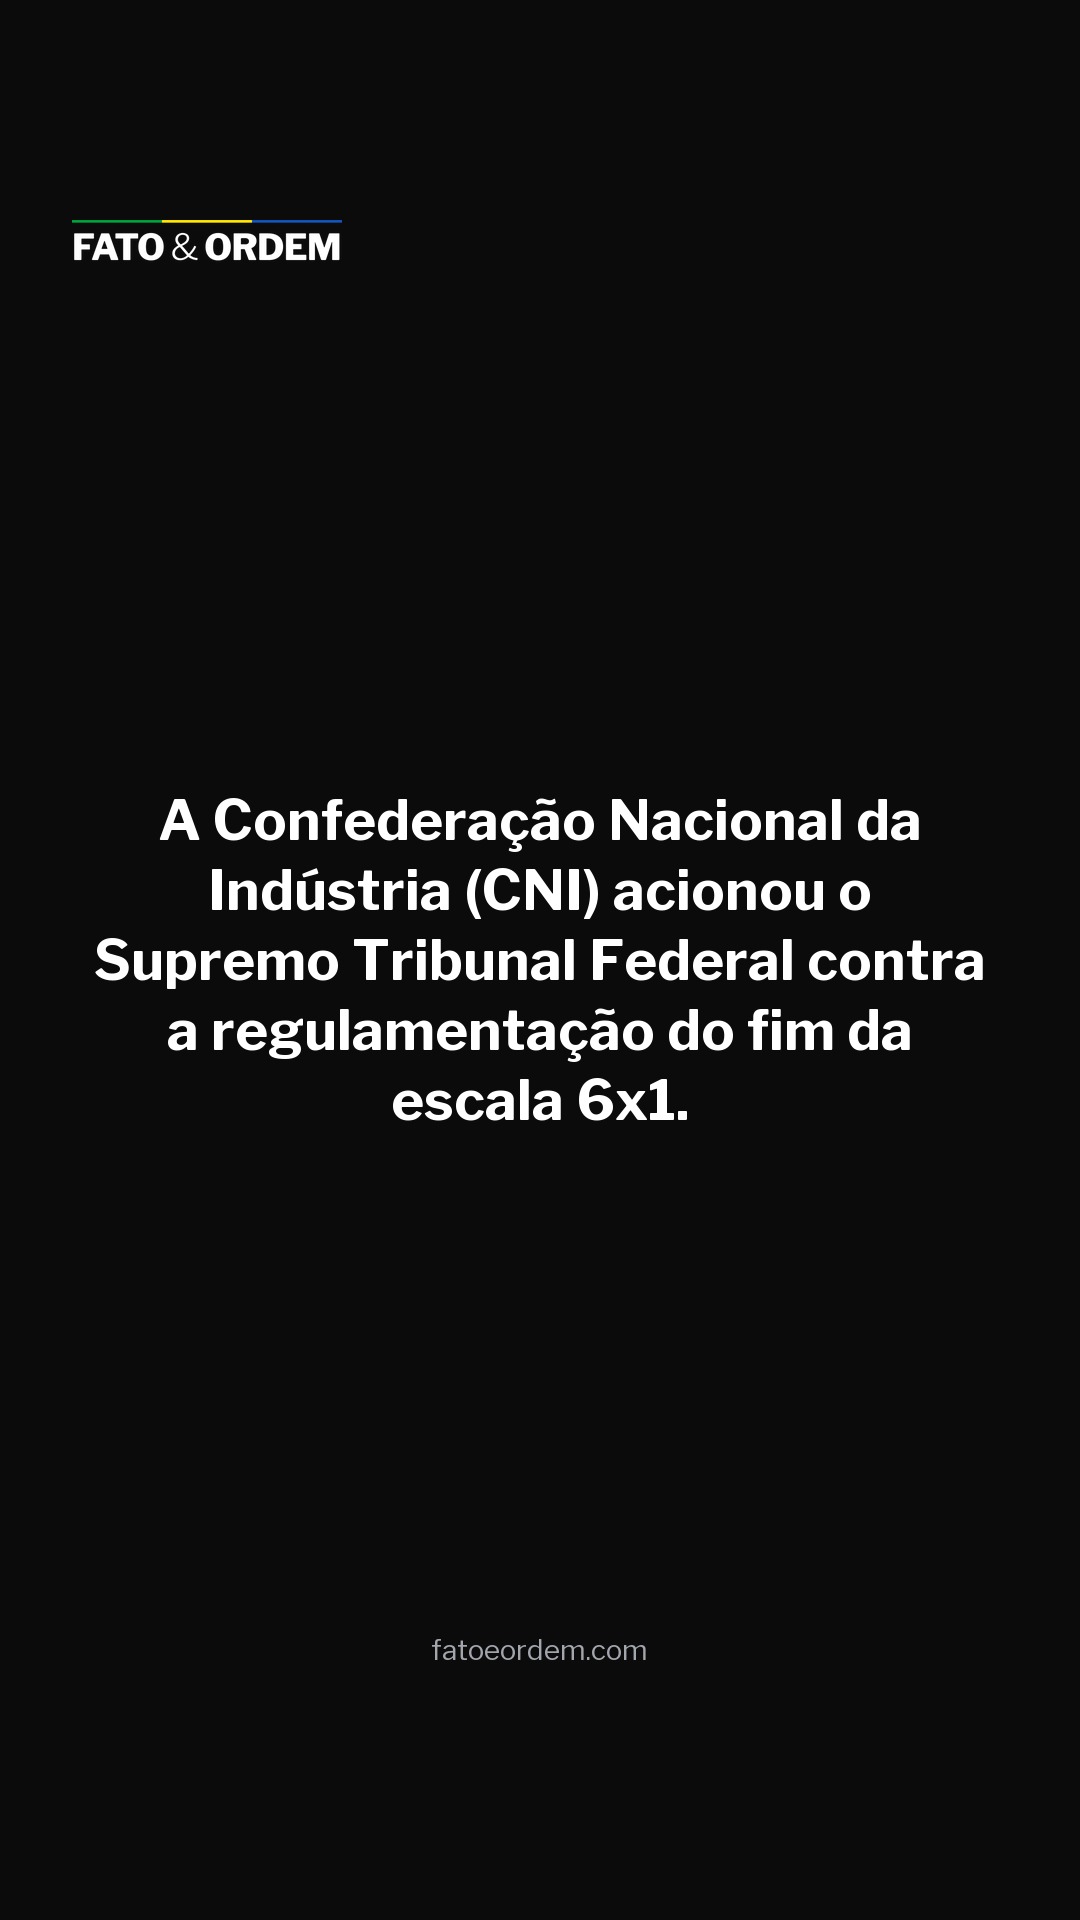 FATO & ORDEM
A Confederação Nacional da
Indústria (CNI) acionou o
Supremo Tribunal Federal contra
a regulamentação do fim da
escala 6x1.
fatoeordem.com